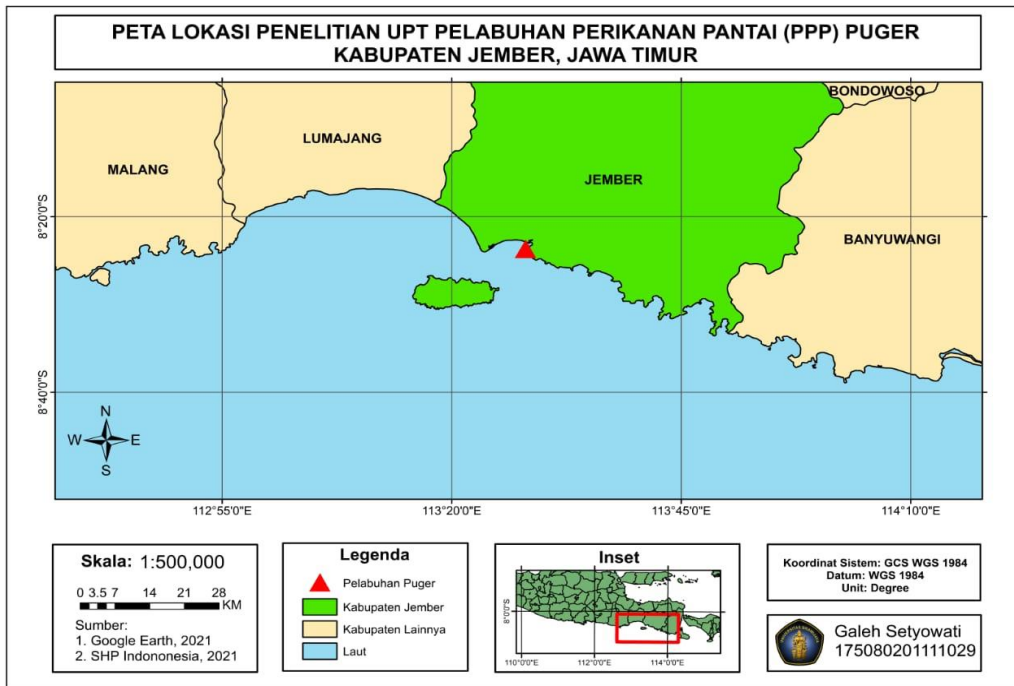 PETA LOKASI PENELITIAN UPT PELABUHAN PERIKANAN PANTAI (PPP) PUGER
KABUPATEN JEMBER, JAWA TIMUR
BONDOWOSO
LUMAJANG
MALANG
JEMBER
BANYUWANGI
8°20'0"S
8°40'0"S
N
W E
S
112°55'0"E 113°20'0"E 113°45'0"E 114°10'0"E
Skala: 1:500,000
0 3.5 7 14 21 28
KM
Sumber:
1. Google Earth, 2021
2. SHP Indononesia, 2021
Legenda
Pelabuhan Puger
Kabupaten Jember
Kabupaten Lainnya
Laut
Inset
8°0'0"S
110°0'0"E 112°0'0"E 114°0'0"E
Koordinat Sistem: GCS WGS 1984
Datum: WGS 1984
Unit: Degree
Galeh Setyowati
175080201111029